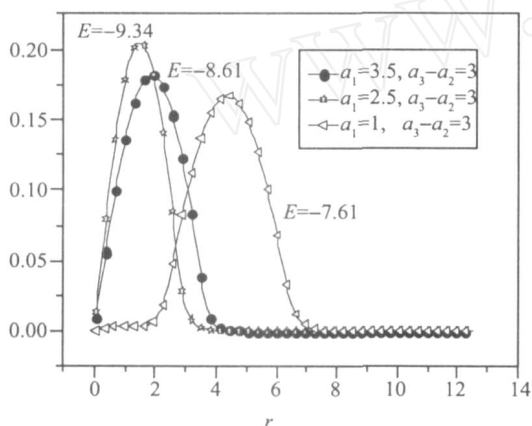 E=−9.34
0.20
E=−8.61
a₁=3.5, a₃−a₂=3
a₁=2.5, a₃−a₂=3
a₁=1, a₃−a₂=3
0.15
0.10
E=−7.61
0.05
0.00
0 2 4 6 8 10 12 14
r